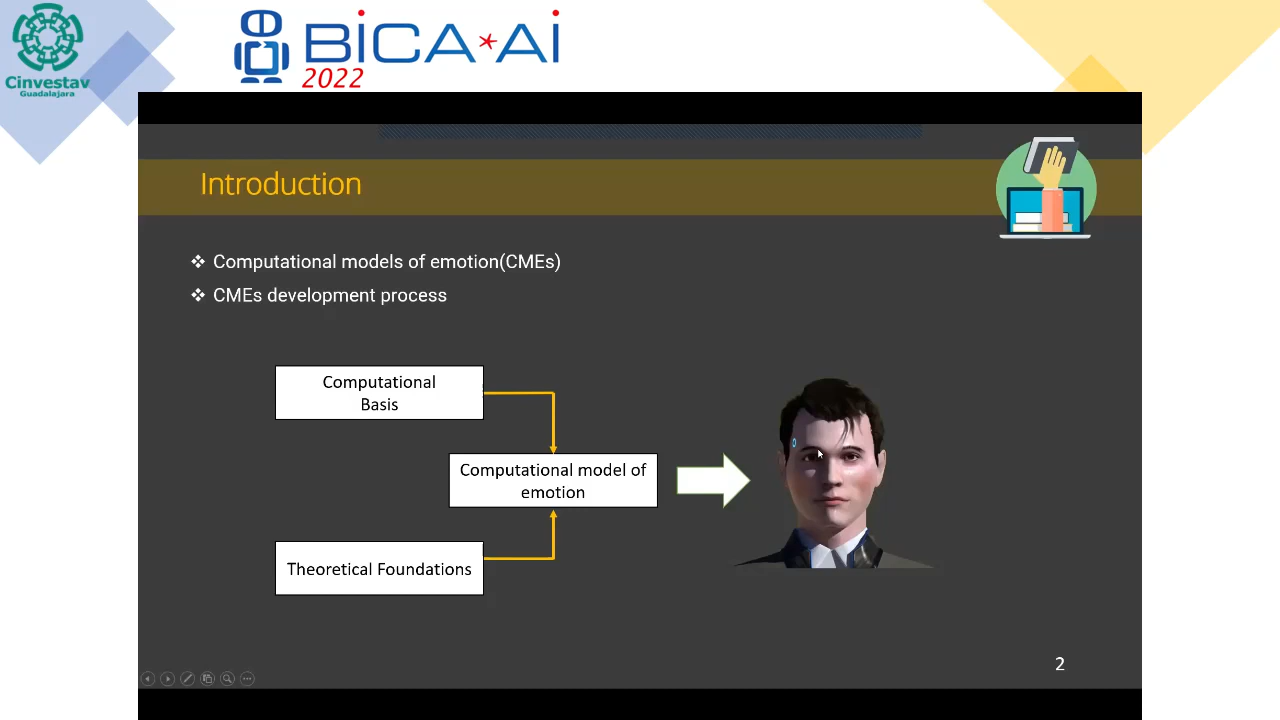 Cinvestav
Guadalajara
BiCA*Ai
2022
Introduction
❖ Computational models of emotion(CMEs)
❖ CMEs development process
Computational
Basis
Computational model of
emotion
Theoretical Foundations
2